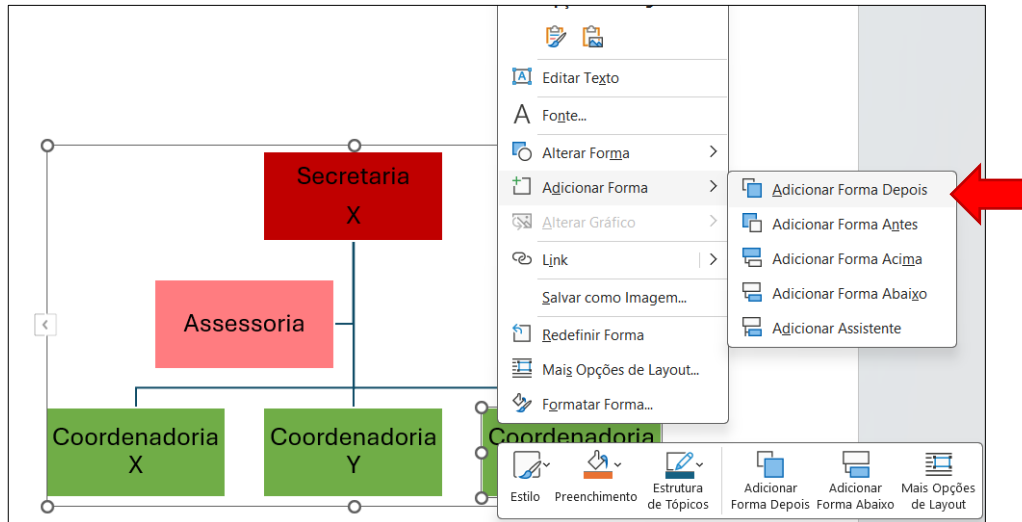 Editar Texto
Fonte...
Alterar Forma
Adicionar Forma
Alterar Gráfico
Link
Salvar como Imagem...
Redefinir Forma
Mais Opções de Layout...
Formatar Forma...
Adicionar Forma Depois
Adicionar Forma Antes
Adicionar Forma Acima
Adicionar Forma Abaixo
Adicionar Assistente
Secretaria
X
Assessoria
Coordenadoria
X
Coordenadoria
Y
Coordenadoria
Estilo
Preenchimento
Estrutura
de Tópicos
Adicionar
Forma Depois
Adicionar
Forma Abaixo
Mais Opções
de Layout